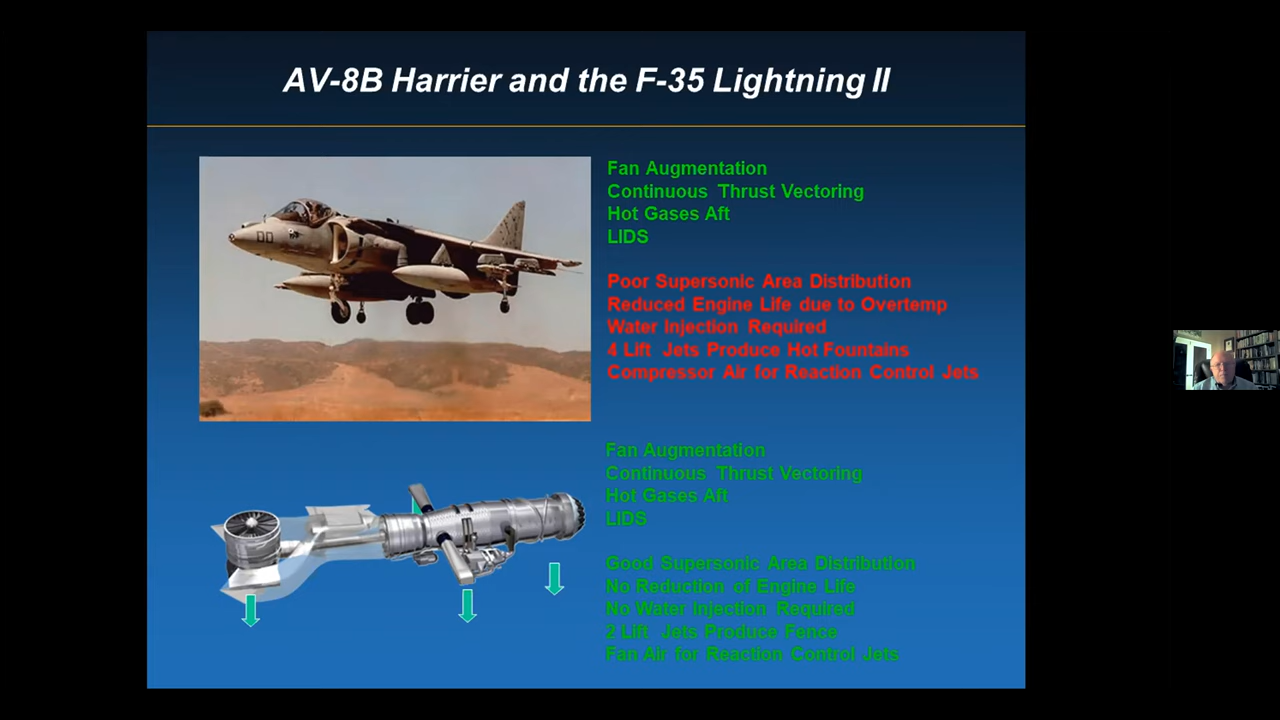 AV-8B Harrier and the F-35 Lightning II
Fan Augmentation
Continuous Thrust Vectoring
Hot Gases Aft
LIDS
Poor Supersonic Area Distribution
Reduced Engine Life due to Overtemp
Water Injection Required
4 Lift Jets Produce Hot Fountains
Compressor Air for Reaction Control Jets
00
Fan Augmentation
Continuous Thrust Vectoring
Hot Gases Aft
LIDS
Good Supersonic Area Distribution
No Reduction of Engine Life
No Water Injection Required
2 Lift Jets Produce Fence
Fan Air for Reaction Control Jets